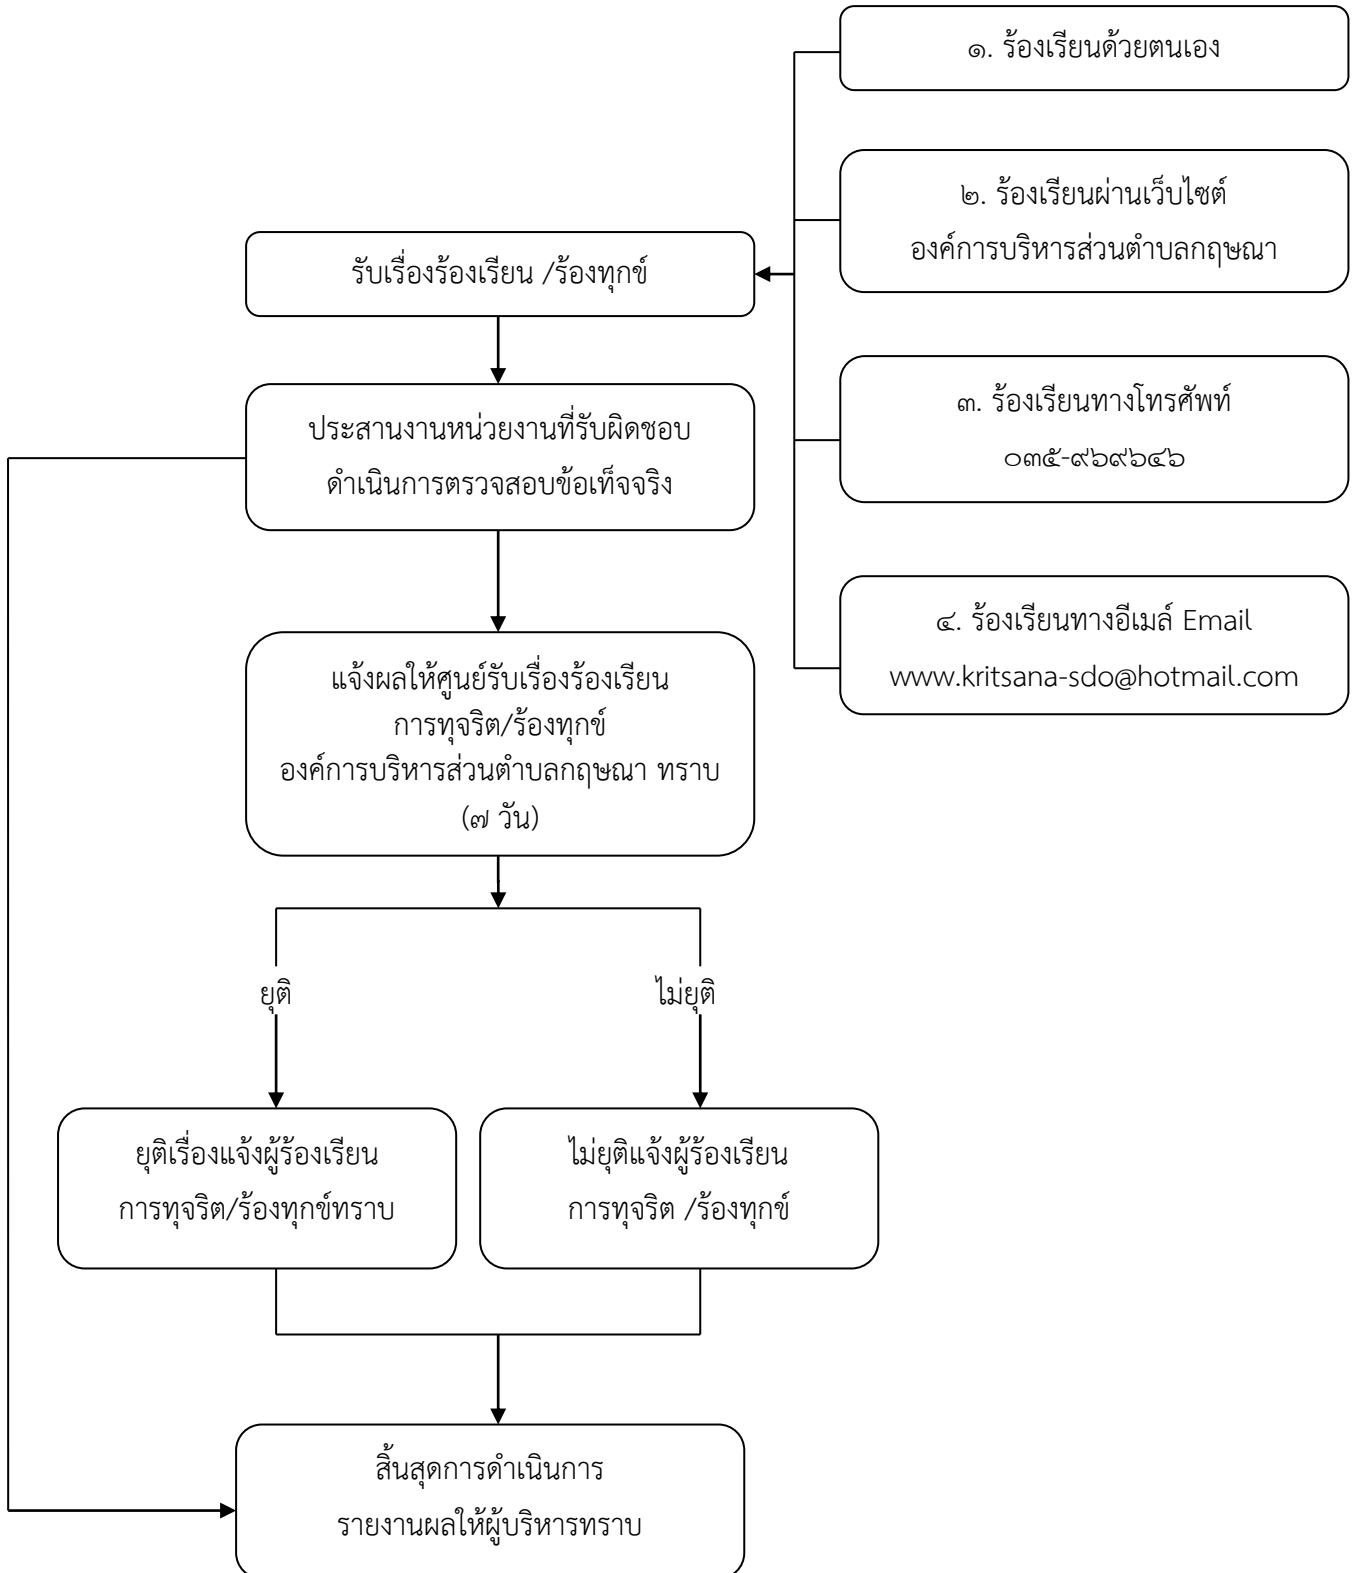 ๑. ร้องเรียนด้วยตนเอง
๒. ร้องเรียนผ่านเว็บไซต์
องค์การบริหารส่วนตำบลกฤษณา
๓. ร้องเรียนทางโทรศัพท์
๐๓๕-๙๖๙๖๔๖
๔. ร้องเรียนทางอีเมล์ Email
www.kritsana-sdo@hotmail.com
รับเรื่องร้องเรียน /ร้องทุกข์
ประสานงานหน่วยงานที่รับผิดชอบ
ดำเนินการตรวจสอบข้อเท็จจริง
แจ้งผลให้ศูนย์รับเรื่องร้องเรียน
การทุจริต/ร้องทุกข์
องค์การบริหารส่วนตำบลกฤษณา ทราบ
(๗ วัน)
ยุติ
ไม่ยุติ
ยุติเรื่องแจ้งผู้ร้องเรียน
การทุจริต/ร้องทุกข์ทราบ
ไม่ยุติแจ้งผู้ร้องเรียน
การทุจริต /ร้องทุกข์
สิ้นสุดการดำเนินการ
รายงานผลให้ผู้บริหารทราบ